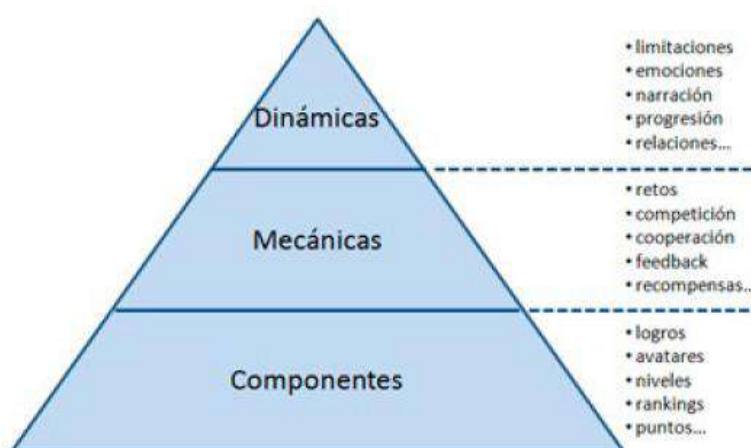 Dinámicas
• limitaciones
• emociones
• narración
• progresión
• relaciones...
Mecánicas
• retos
• competición
• cooperación
• feedback
• recompensas...
Componentes
• logros
• avatares
• niveles
• rankings
• puntos...